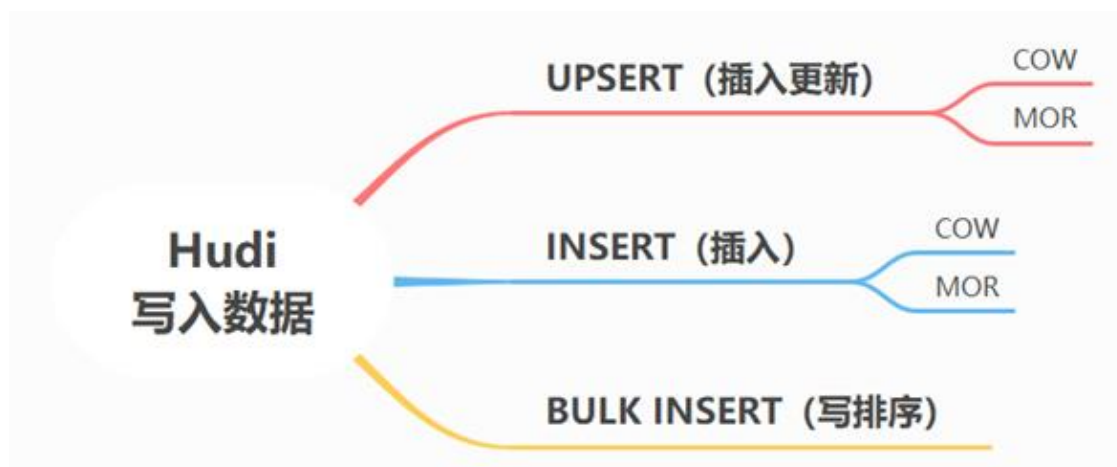 Hudi
写入数据
UPSERT（插入更新）
COW
MOR
INSERT（插入）
COW
MOR
BULK INSERT（写排序）